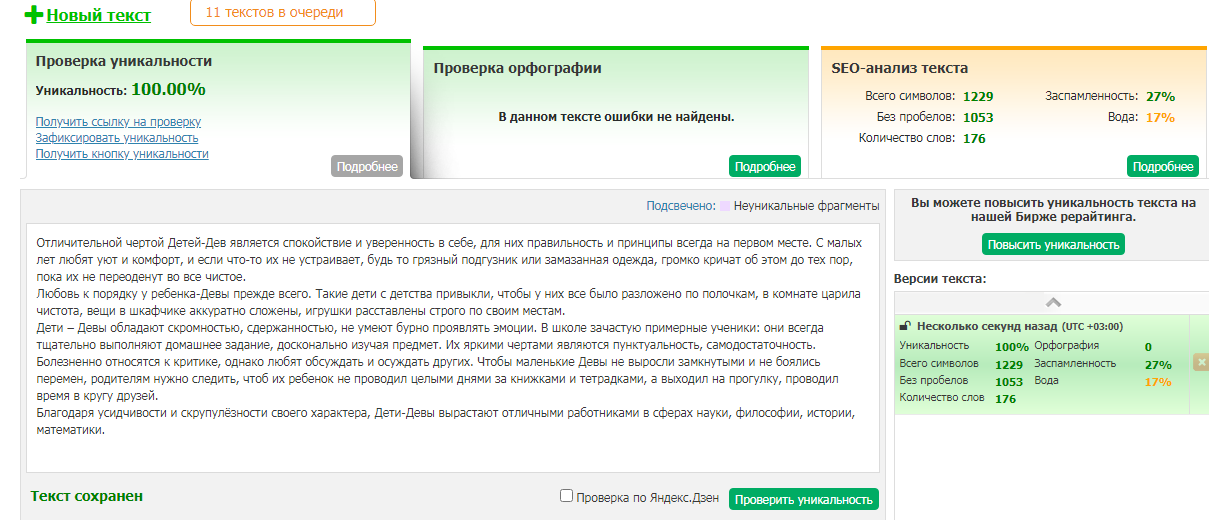 Новый текст
11 текстов в очереди
Проверка уникальности
Уникальность: 100.00%
Получить ссылку на проверку
Зафиксировать уникальность
Получить кнопку уникальности
Подробнее
Проверка орфографии
В данном тексте ошибки не найдены.
Подробнее
SEO-анализ текста
Всего символов: 1229 Заспамленность: 27%
Без пробелов: 1053 Вода: 17%
Количество слов: 176
Подробнее
Подсвечено: Неуникальные фрагменты
Отличительной чертой Детей-Дев является спокойствие и уверенность в себе, для них правильность и принципы всегда на первом месте. С малых
лет любят уют и комфорт, и если что-то их не устраивает, будь то грязный подгузник или замазанная одежда, громко кричат об этом до тех пор,
пока их не переоденут во все чистое.
Любовь к порядку у ребенка-Девы прежде всего. Такие дети с детства привыкли, чтобы у них все было разложено по полочкам, в комнате царила
чистота, вещи в шкафчике аккуратно сложены, игрушки расставлены строго по своим местам.
Дети – Девы обладают скромностью, сдержанностью, не умеют бурно проявлять эмоции. В школе зачастую примерные ученики: они всегда
тщательно выполняют домашнее задание, досконально изучая предмет. Их яркими чертами являются пунктуальность, самодостаточность.
Болезненно относятся к критике, однако любят обсуждать и осуждать других. Чтобы маленькие Девы не выросли замкнутыми и не боялись
перемен, родителям нужно следить, чтоб их ребенок не проводил целыми днями за книжками и тетрадками, а выходил на прогулку, проводил
время в кругу друзей.
Благодаря усидчивости и скрупулёзности своего характера, Дети-Девы вырастают отличными работниками в сферах науки, философии, истории,
математики.
Текст сохранен
Проверка по Яндекс.Дзен
Проверить уникальность
Вы можете повысить уникальность текста на
нашей Бирже рерайтинга.
Повысить уникальность
Версии текста:
Несколько секунд назад (UTC +03:00)
Уникальность 100% Орфография 0
Всего символов 1229 Заспамленность 27%
Без пробелов 1053 Вода 17%
Количество слов 176